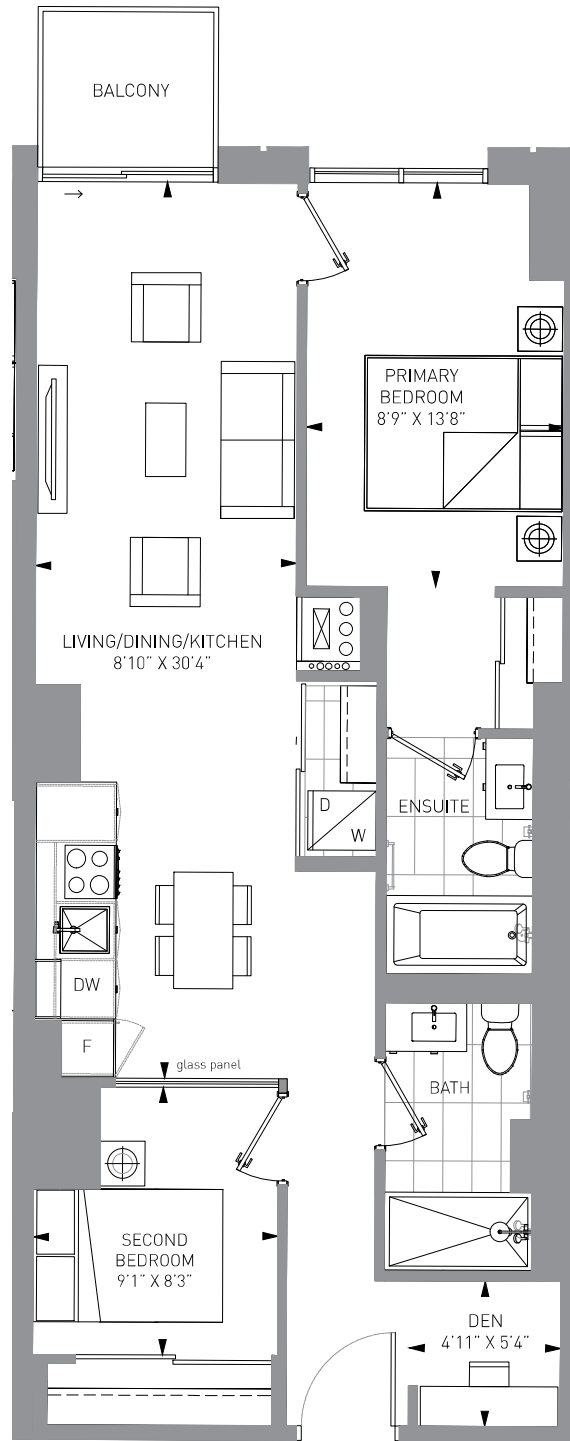 BALCONY
PRIMARY
BEDROOM
8'9" X 13'8"
LIVING/DINING/KITCHEN
8'10" X 30'4"
D
W
ENSUITE
DW
F
glass panel
BATH
SECOND
BEDROOM
9'1" X 8'3"
DEN
4'11" X 5'4"